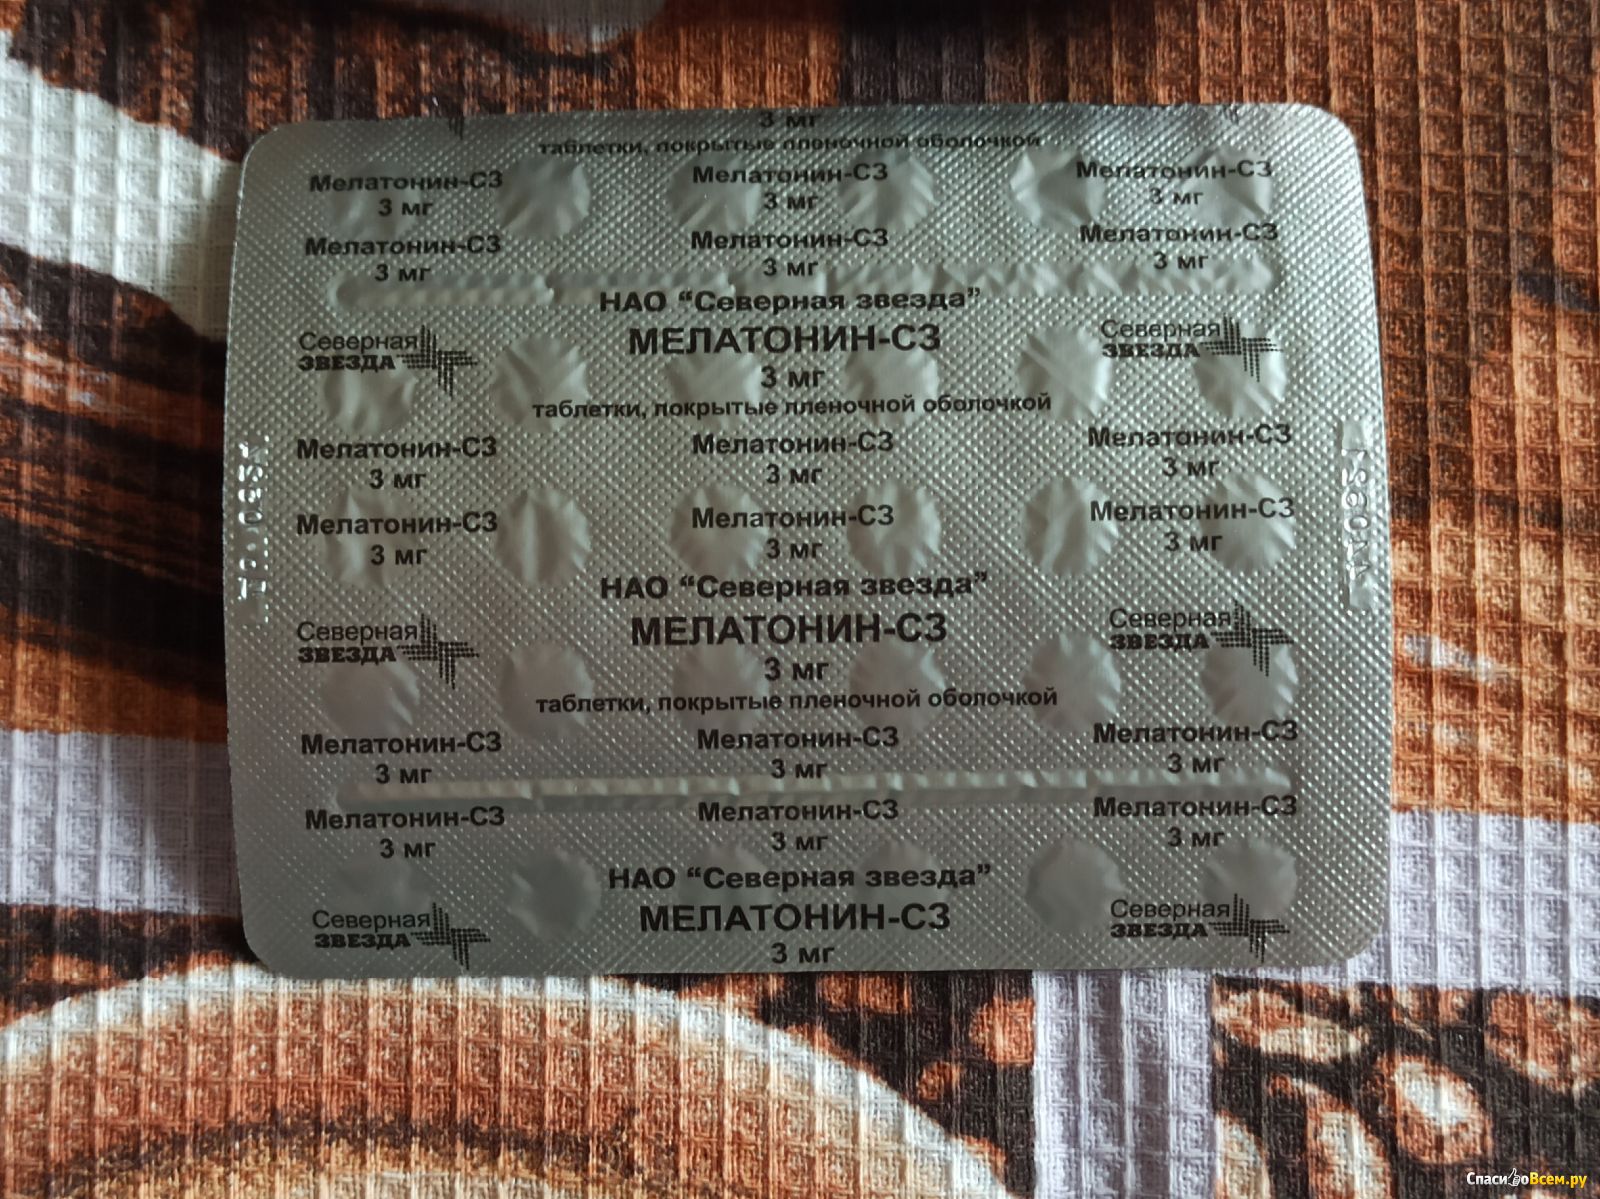 3 мг
таблетки, покрытые пленочной оболочкой
Мелатонин-СЗ Мелатонин-СЗ Мелатонин-СЗ
3 мг 3 мг 3 мг
Мелатонин-СЗ Мелатонин-СЗ Мелатонин-СЗ
3 мг 3 мг 3 мг
НАО “Северная звезда”
Северная МЕЛАТОНИН-СЗ Северная
ЗВЕЗДА 3 мг ЗВЕЗДА
таблетки, покрытые пленочной оболочкой
Мелатонин-СЗ Мелатонин-СЗ Мелатонин-СЗ
3 мг 3 мг 3 мг
Мелатонин-СЗ Мелатонин-СЗ Мелатонин-СЗ
3 мг 3 мг 3 мг
НАО “Северная звезда”
Северная МЕЛАТОНИН-СЗ Северная
ЗВЕЗДА 3 мг ЗВЕЗДА
таблетки, покрытые пленочной оболочкой
Мелатонин-СЗ Мелатонин-СЗ Мелатонин-СЗ
3 мг 3 мг 3 мг
Мелатонин-СЗ Мелатонин-СЗ Мелатонин-СЗ
3 мг 3 мг 3 мг
НАО “Северная звезда”
Северная МЕЛАТОНИН-СЗ Северная
ЗВЕЗДА 3 мг ЗВЕЗДА
СпасибоВсем.ру